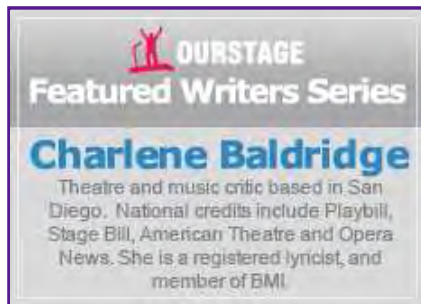 OURSTAGE
Featured Writers Series
Charlene Baldridge
Theatre and music critic based in San
Diego. National credits include Playbill,
Stage Bill, American Theatre and Opera
News. She is a registered lyricist, and
member of BMI.